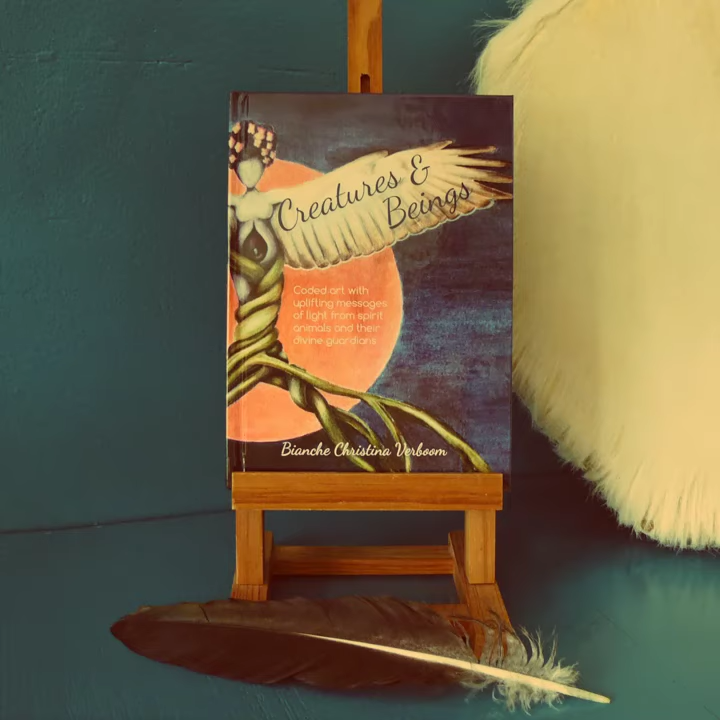 Creatures &
Beings
Coded art with
uplifting messages
of light from spirit
animals and their
divine guardians
Bianche Christina Verboom